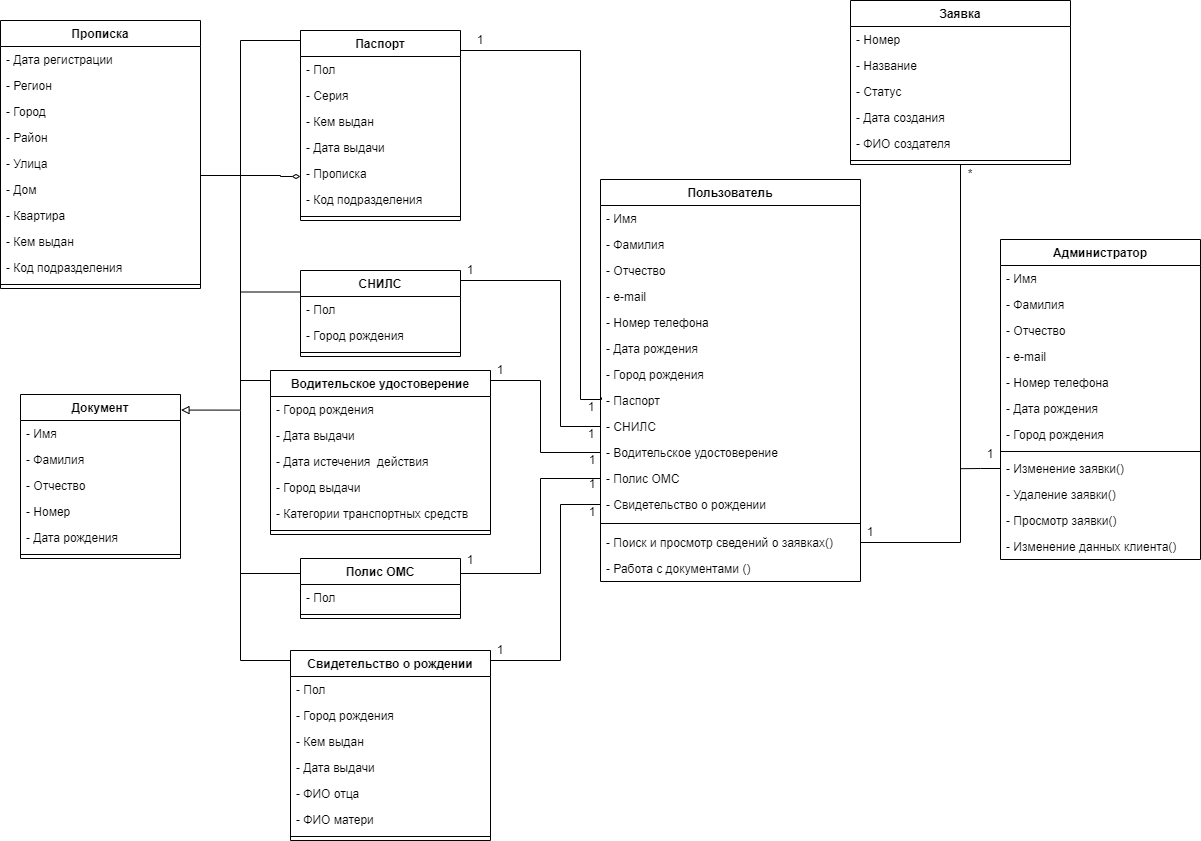 Прописка
- Дата регистрации
- Регион
- Город
- Район
- Улица
- Дом
- Квартира
- Кем выдан
- Код подразделения
Паспорт
- Пол
- Серия
- Кем выдан
- Дата выдачи
- Прописка
- Код подразделения
1
СНИЛС
- Пол
- Город рождения
1
Водительское удостоверение
- Город рождения
- Дата выдачи
- Дата истечения действия
- Город выдачи
- Категории транспортных средств
1
Документ
- Имя
- Фамилия
- Отчество
- Номер
- Дата рождения
Полис ОМС
- Пол
1
Свидетельство о рождении
- Пол
- Город рождения
- Кем выдан
- Дата выдачи
- ФИО отца
- ФИО матери
1
Пользователь
- Имя
- Фамилия
- Отчество
- e-mail
- Номер телефона
- Дата рождения
- Город рождения
- Паспорт
- СНИЛС
- Водительское удостоверение
- Полис ОМС
- Свидетельство о рождении
- Поиск и просмотр сведений о заявках()
- Работа с документами ()
1
1
1
1
1
1
Заявка
- Номер
- Название
- Статус
- Дата создания
- ФИО создателя
*
Администратор
- Имя
- Фамилия
- Отчество
- e-mail
- Номер телефона
- Дата рождения
- Город рождения
- Изменение заявки()
- Удаление заявки()
- Просмотр заявки()
- Изменение данных клиента()
1